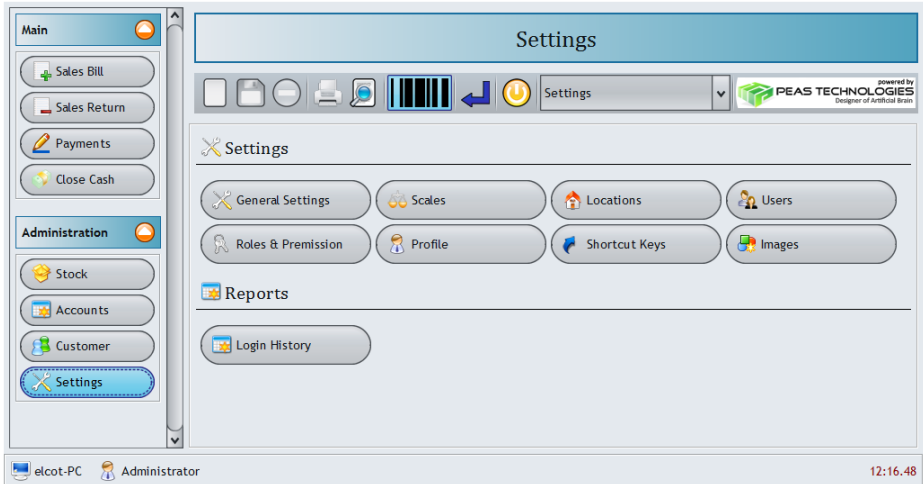 Main
Sales Bill
Sales Return
Payments
Close Cash
Administration
Stock
Accounts
Customer
Settings
Settings
Settings
powered by
PEAS TECHNOLOGIES
Designer of Artificial Brain
Settings
General Settings
Scales
Locations
Users
Roles & Premission
Profile
Shortcut Keys
Images
Reports
Login History
elcot-PC
Administrator
12:16.48